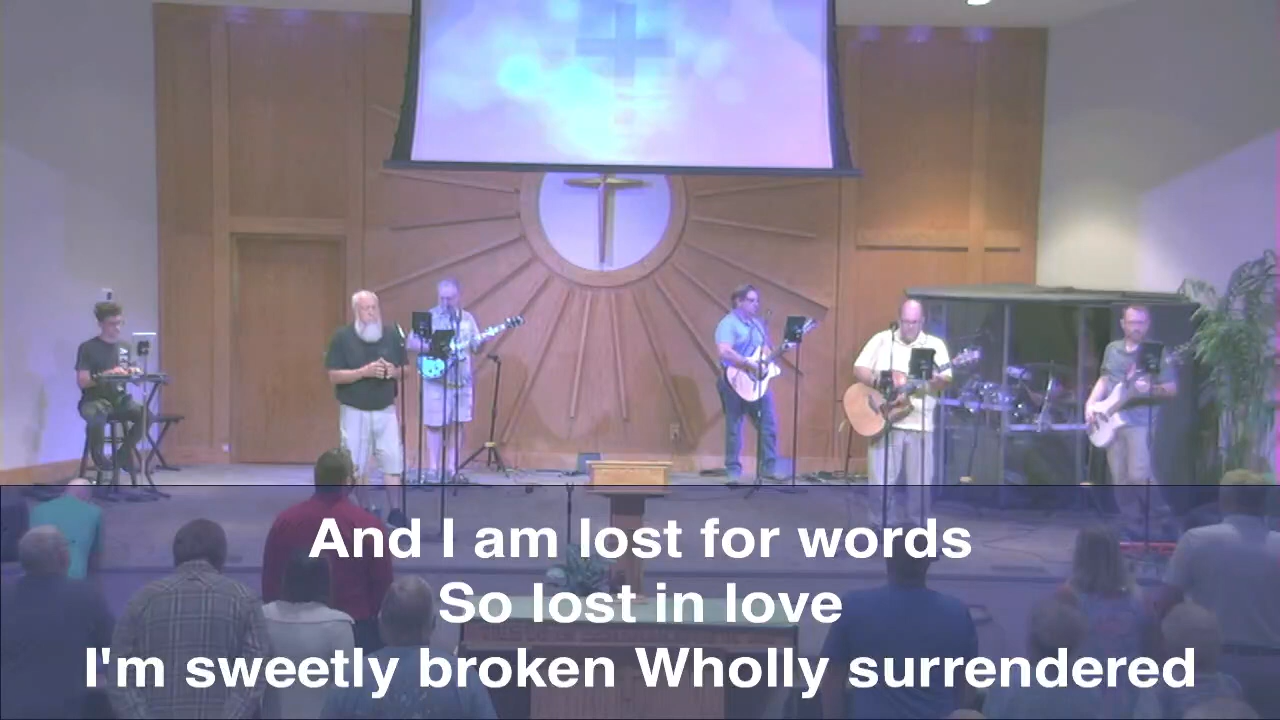 And I am lost for words
So lost in love
I'm sweetly broken Wholly surrendered